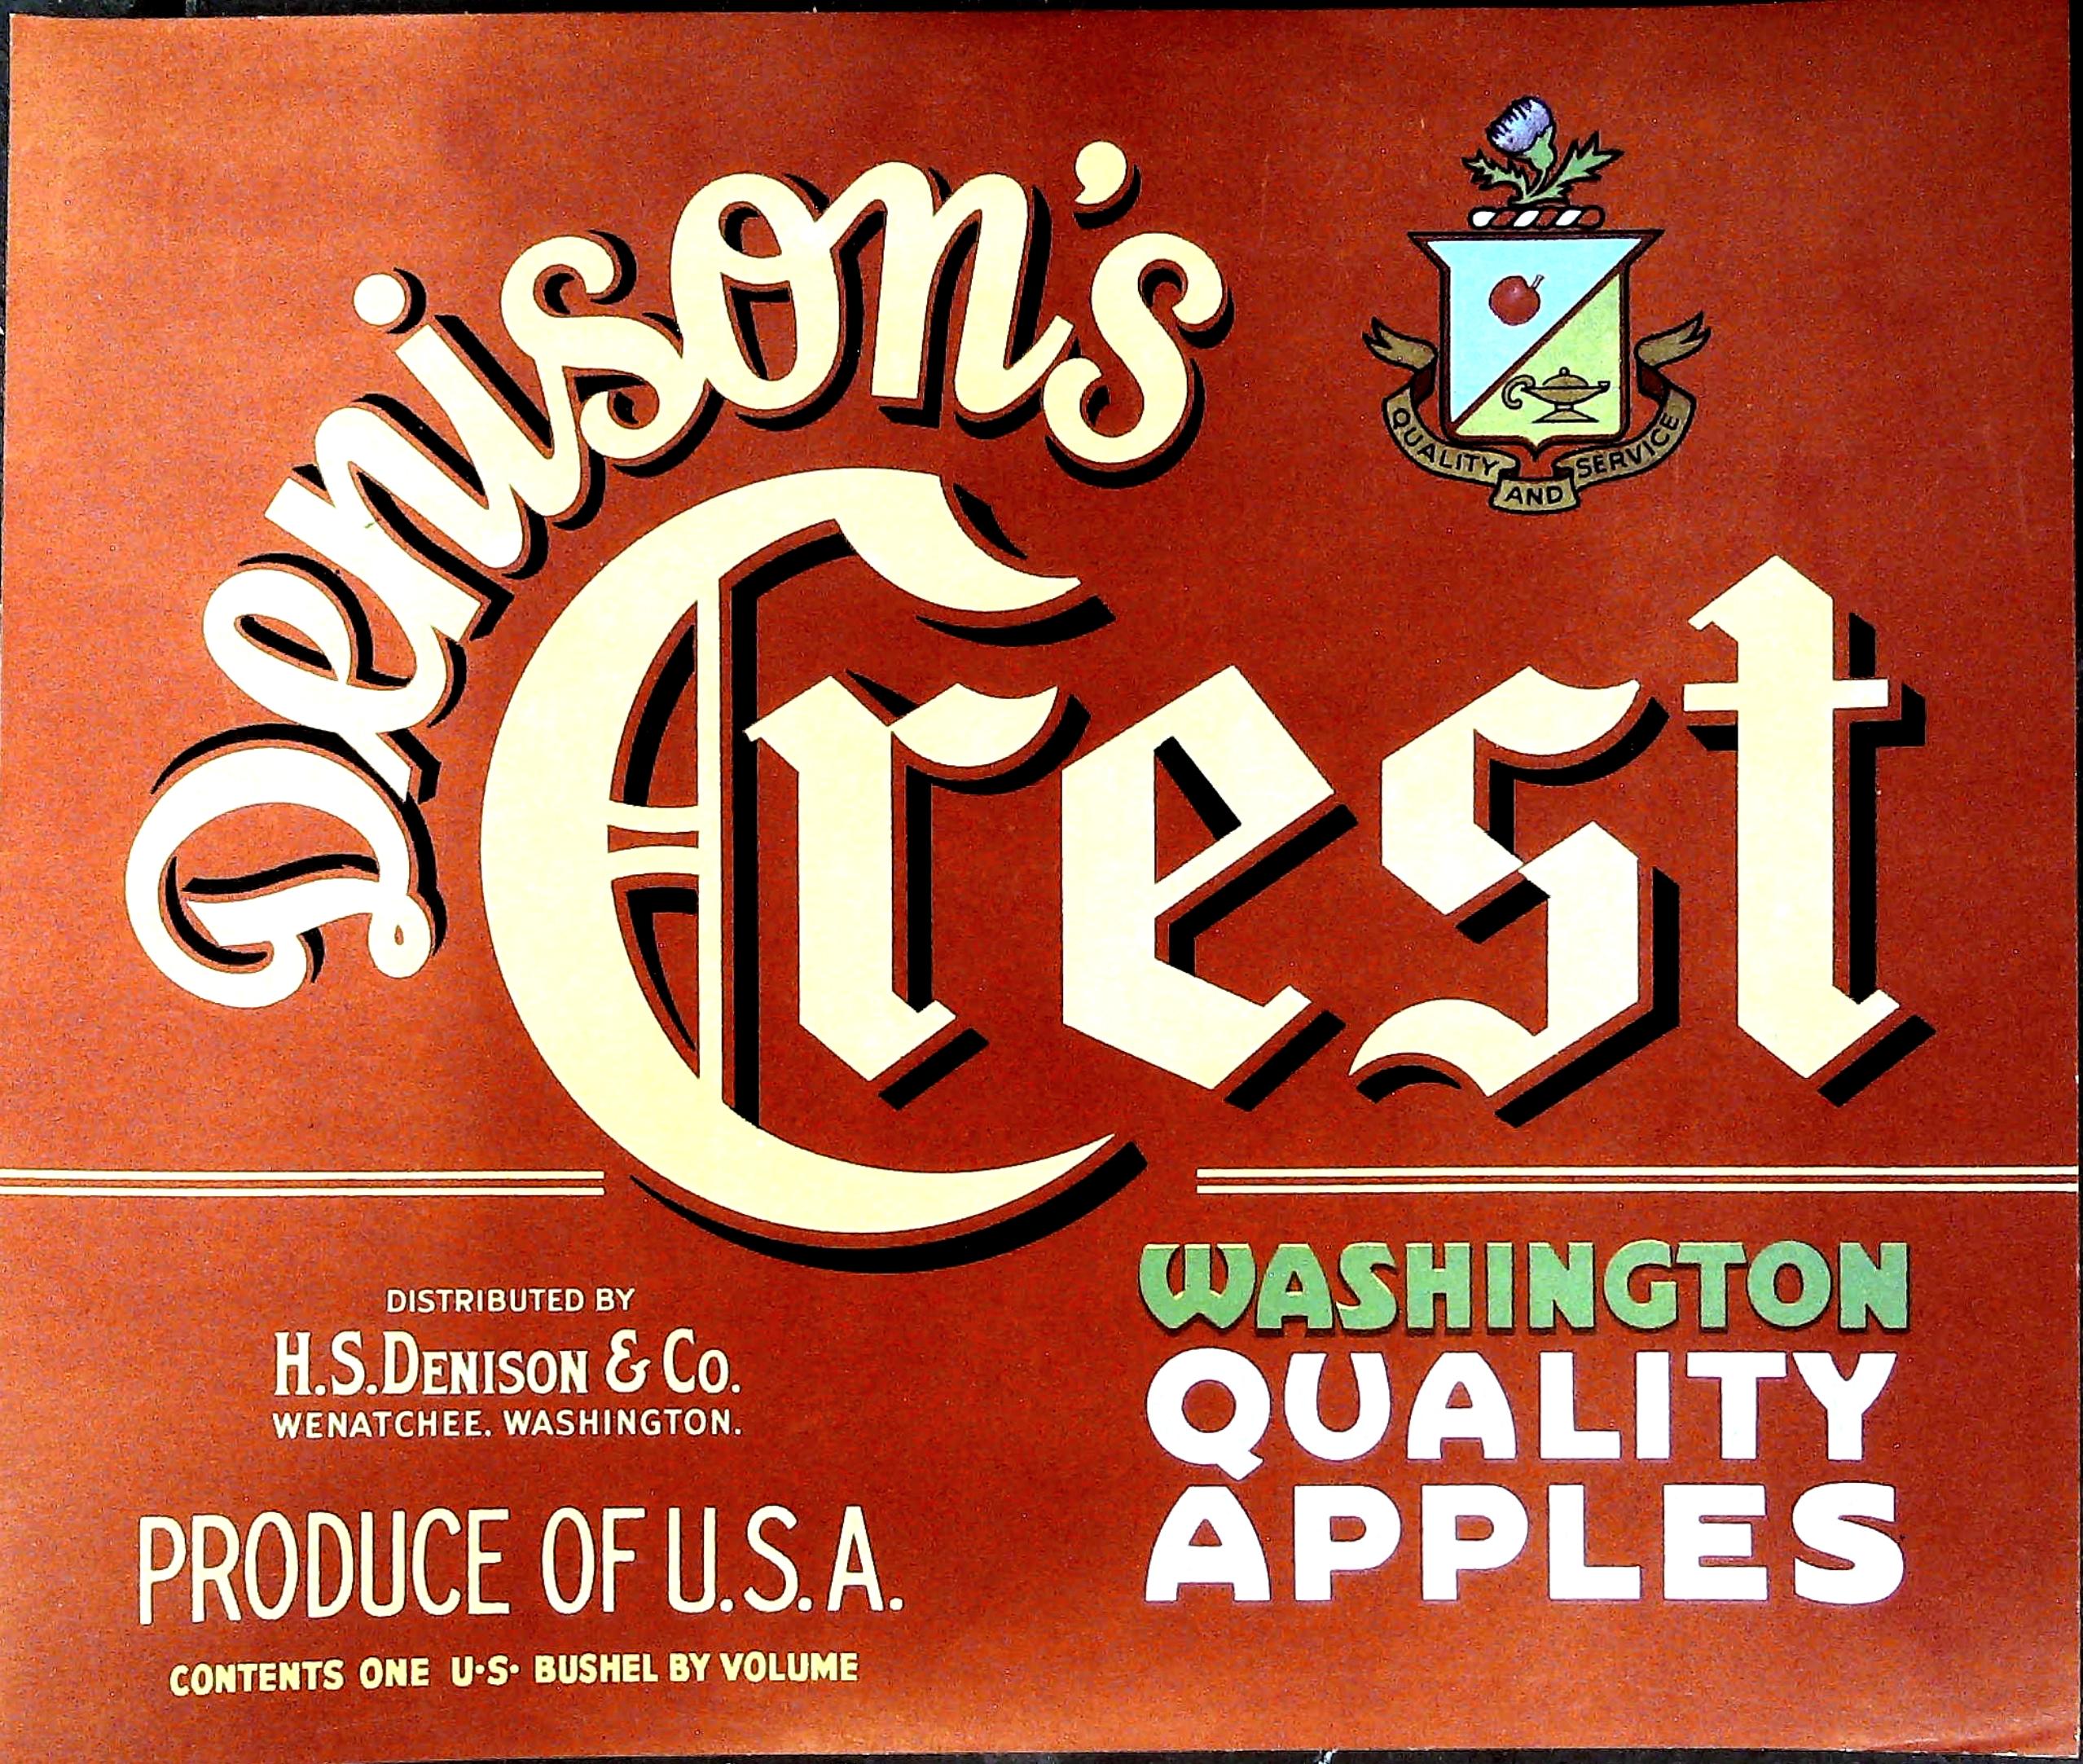 Denison's
Crest
QUALITY AND SERVICE
DISTRIBUTED BY
H.S. DENISON & Co.
WENATCHEE, WASHINGTON.
PRODUCE OF U.S.A.
CONTENTS ONE U·S· BUSHEL BY VOLUME
WASHINGTON
QUALITY
APPLES